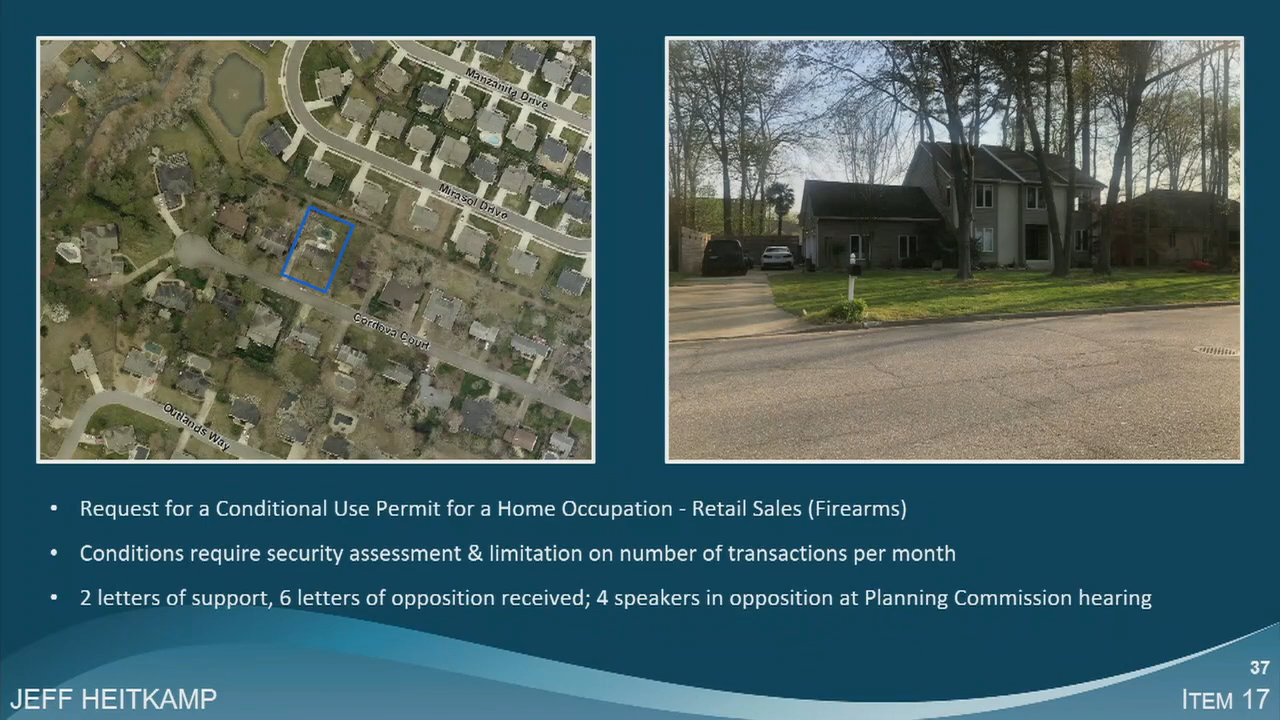 Manzanita Drive
Mirasol Drive
Cordova Court
Outlands Way
• Request for a Conditional Use Permit for a Home Occupation - Retail Sales (Firearms)
• Conditions require security assessment & limitation on number of transactions per month
• 2 letters of support, 6 letters of opposition received; 4 speakers in opposition at Planning Commission hearing
37
JEFF HEITKAMP
ITEM 17